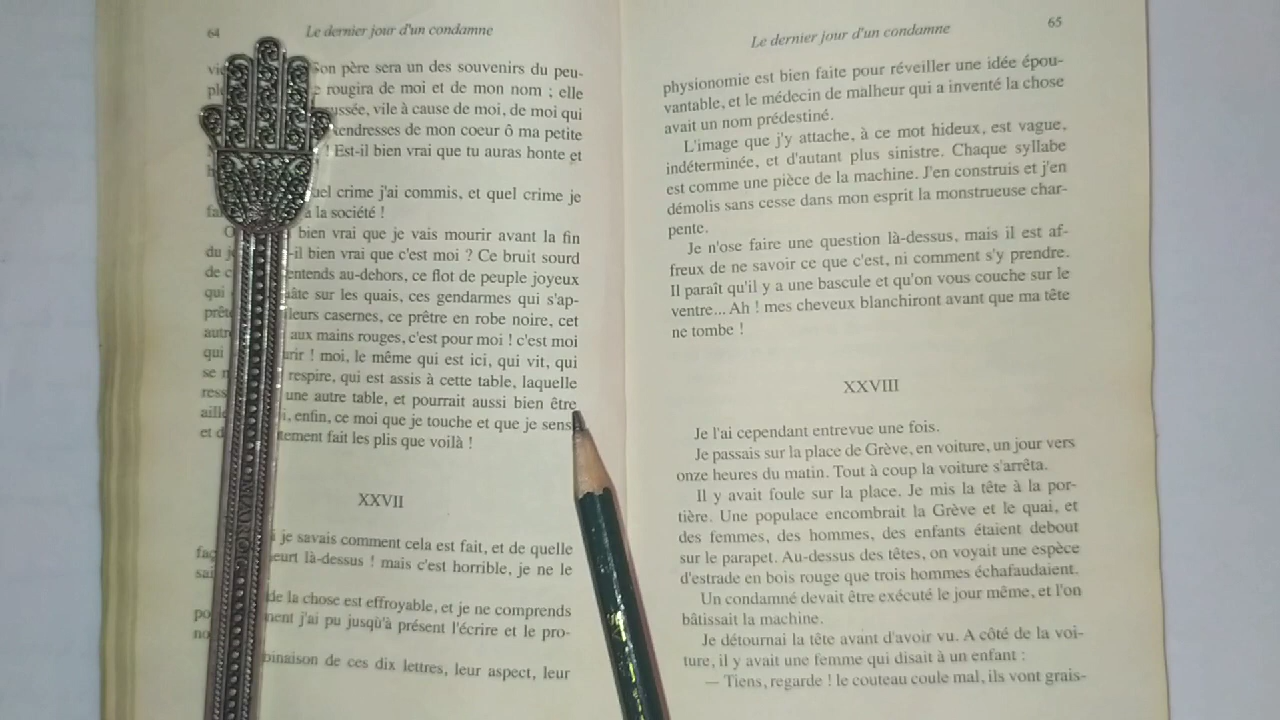 64
Le dernier jour d'un condamne
Son père sera un des souvenirs du peu-
rougira de moi et de mon nom ; elle
vile à cause de moi, de moi qui
tendresses de mon coeur ô ma petite
! Est-il bien vrai que tu auras honte et
crime j'ai commis, et quel crime je
à la société !
bien vrai que je vais mourir avant la fin
du -il bien vrai que c'est moi ? Ce bruit sourd
de entends au-dehors, ce flot de peuple joyeux
qui sur les quais, ces gendarmes qui s'ap-
leurs casernes, ce prêtre en robe noire, cet
aux mains rouges, c'est pour moi ! c'est moi
qui ! moi, le même qui est ici, qui vit, qui
se respire, qui est assis à cette table, laquelle
une autre table, et pourrait aussi bien être
enfin, ce moi que je touche et que je sens
et fait les plis que voilà !
XXVII
je savais comment cela est fait, et de quelle
là-dessus ! mais c'est horrible, je ne le
de la chose est effroyable, et je ne comprends
j'ai pu jusqu'à présent l'écrire et le pro-
de ces dix lettres, leur aspect, leur
Le dernier jour d'un condamne
65
physionomie est bien faite pour réveiller une idée épou-
vantable, et le médecin de malheur qui a inventé la chose
avait un nom prédestiné.
L'image que j'y attache, à ce mot hideux, est vague,
indéterminée, et d'autant plus sinistre. Chaque syllabe
est comme une pièce de la machine. J'en construis et j'en
démolis sans cesse dans mon esprit la monstrueuse char-
pente.
Je n'ose faire une question là-dessus, mais il est af-
freux de ne savoir ce que c'est, ni comment s'y prendre.
Il paraît qu'il y a une bascule et qu'on vous couche sur le
ventre... Ah ! mes cheveux blanchiront avant que ma tête
ne tombe !
XXVIII
Je l'ai cependant entrevue une fois.
Je passais sur la place de Grève, en voiture, un jour vers
onze heures du matin. Tout à coup la voiture s'arrêta.
Il y avait foule sur la place. Je mis la tête à la por-
tière. Une populace encombrait la Grève et le quai, et
des femmes, des hommes, des enfants étaient debout
sur le parapet. Au-dessus des têtes, on voyait une espèce
d'estrade en bois rouge que trois hommes échafaudaient.
Un condamné devait être exécuté le jour même, et l'on
bâtissait la machine.
Je détournai la tête avant d'avoir vu. A côté de la voi-
ture, il y avait une femme qui disait à un enfant :
— Tiens, regarde ! le couteau coule mal, ils vont grais-